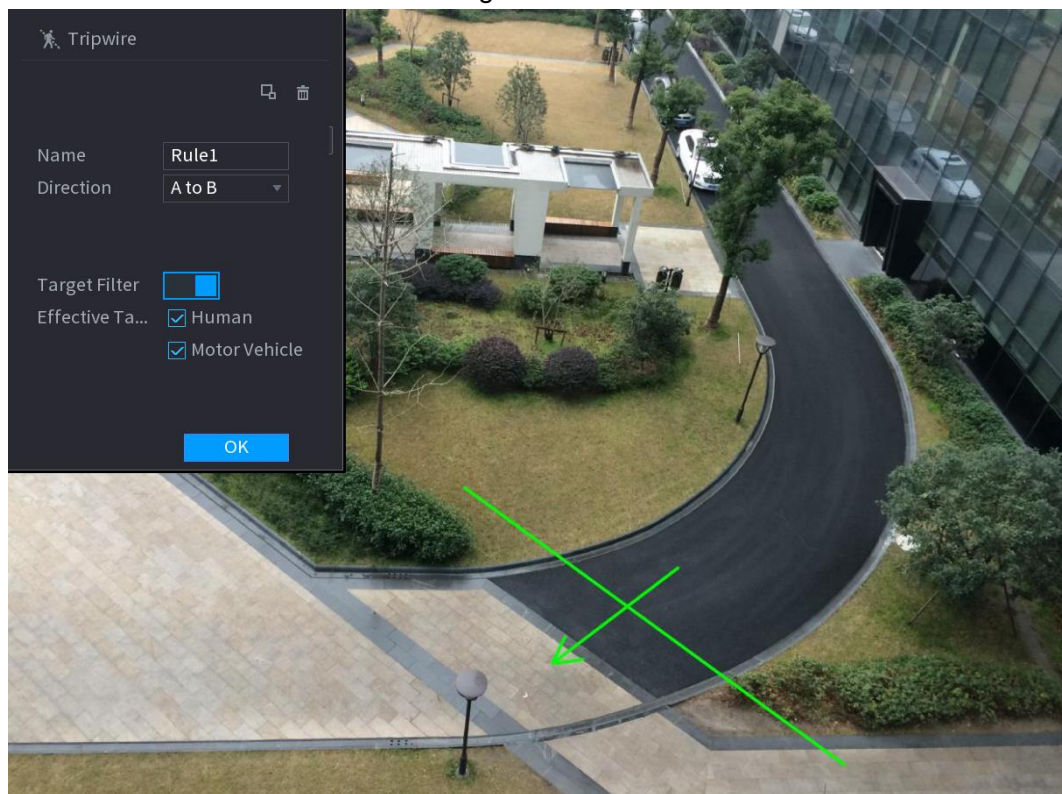 Tripwire
Name Rule1
Direction A to B
Target Filter
Effective Ta... Human
Motor Vehicle
OK